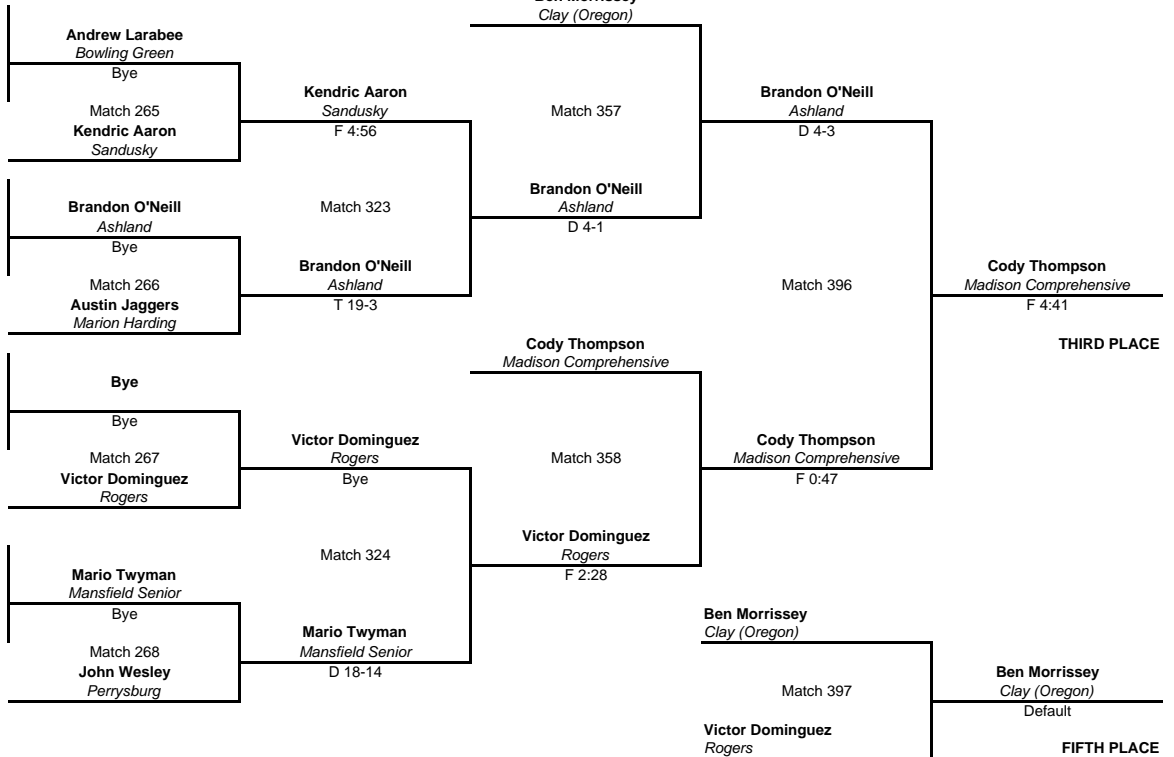 Ben Morrissey
Clay (Oregon)
Andrew Larabee
Bowling Green
Bye
Match 265
Kendric Aaron
Sandusky
Kendric Aaron
Sandusky
F 4:56
Match 357
Brandon O'Neill
Ashland
D 4-3
Brandon O'Neill
Ashland
Bye
Match 266
Austin Jaggers
Marion Harding
Match 323
Brandon O'Neill
Ashland
T 19-3
Brandon O'Neill
Ashland
D 4-1
Match 396
Cody Thompson
Madison Comprehensive
F 4:41
THIRD PLACE
Bye
Bye
Match 267
Victor Dominguez
Rogers
Victor Dominguez
Rogers
Bye
Cody Thompson
Madison Comprehensive
Match 358
Cody Thompson
Madison Comprehensive
F 0:47
Match 324
Victor Dominguez
Rogers
F 2:28
Mario Twyman
Mansfield Senior
Bye
Match 268
John Wesley
Perrysburg
Mario Twyman
Mansfield Senior
D 18-14
Ben Morrissey
Clay (Oregon)
Match 397
Victor Dominguez
Rogers
Ben Morrissey
Clay (Oregon)
Default
FIFTH PLACE